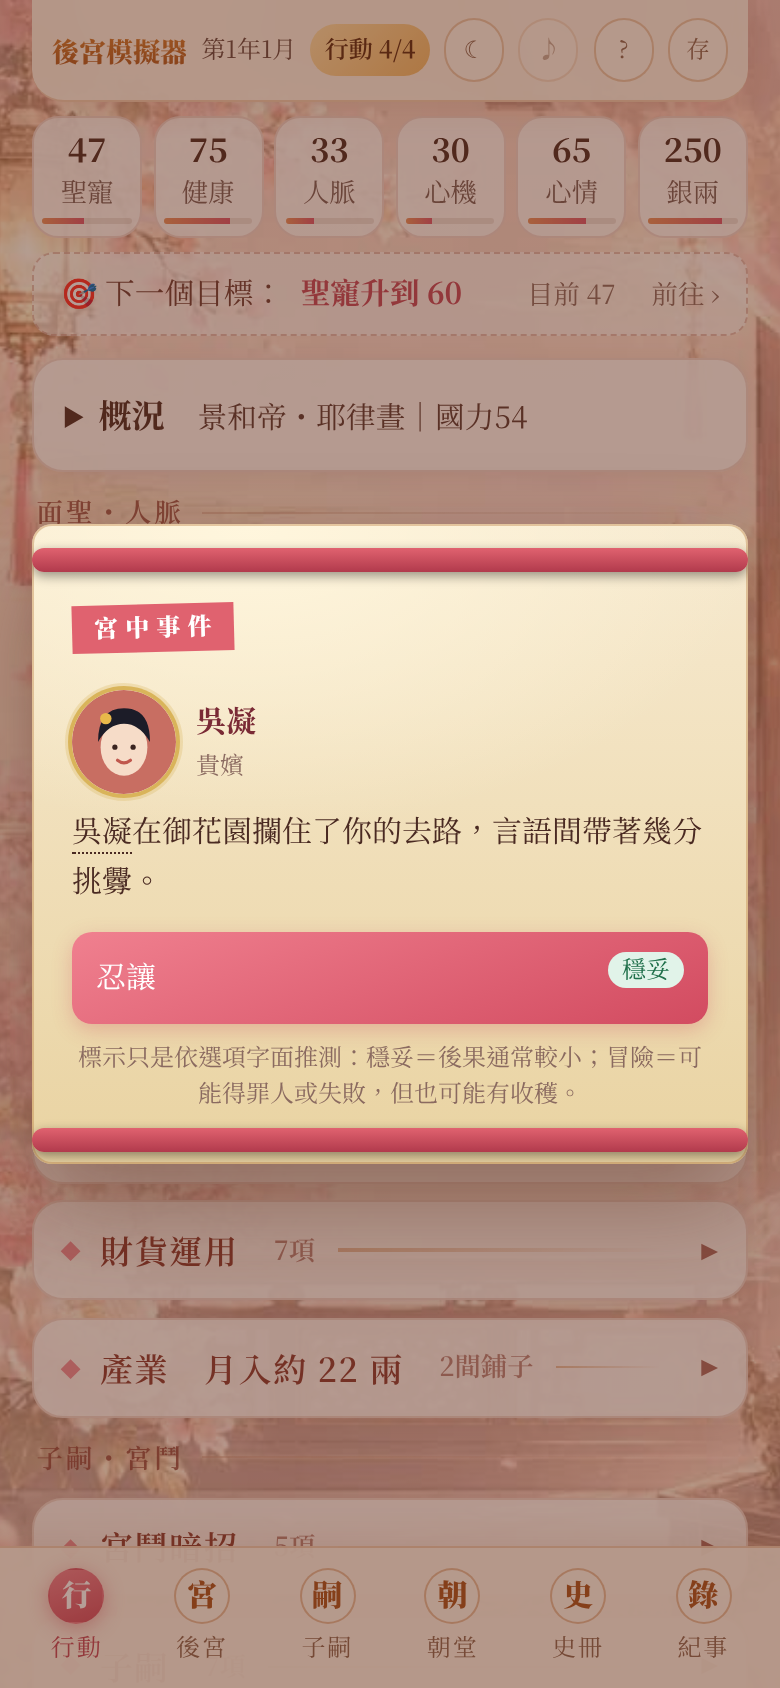 後宮模擬器 第1年1月 行動 4/4 ☾ ♪ ? 存
47 75 33 30 65 250
聖寵 健康 人脈 心機 心情 銀兩
🎯 下一個目標： 聖寵升到 60 目前 47 前往 ›
▶ 概況 景和帝・耶律晝｜國力54
面聖・人脈
宮中事件
吳凝
貴嬪
吳凝在御花園攔住了你的去路，言語間帶著幾分
挑釁。
忍讓 穩妥
標示只是依選項字面推測：穩妥＝後果通常較小；冒險＝可
能得罪人或失敗，但也可能有收穫。
◆ 財貨運用 7項 ▶
◆ 產業 月入約 22 兩 2間鋪子 ▶
子嗣・宮鬥
宮鬥暗招 5項
行 宮 嗣 朝 史 錄
行動 後宮 子嗣 朝堂 史冊 紀事